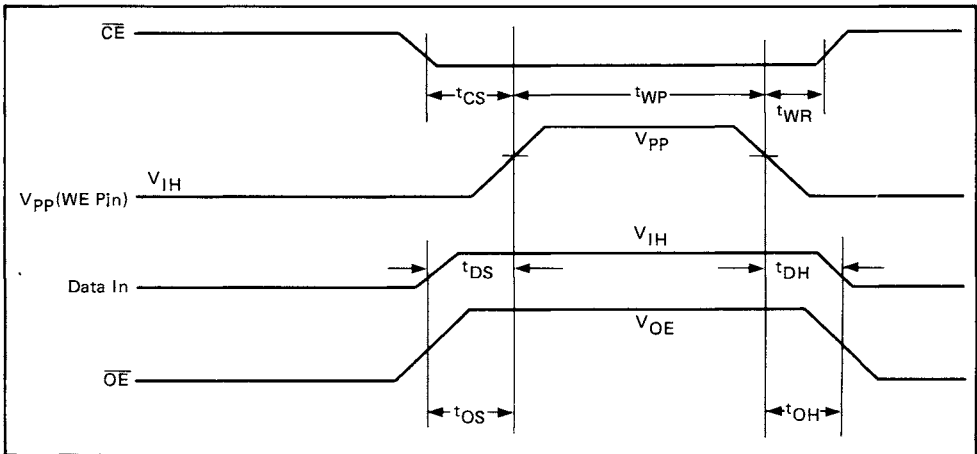 CE
tCS
tWP
tWR
VPP
VIH
VPP(WE Pin)
VIH
tDS
tDH
Data In
VOE
OE
tOS
tOH